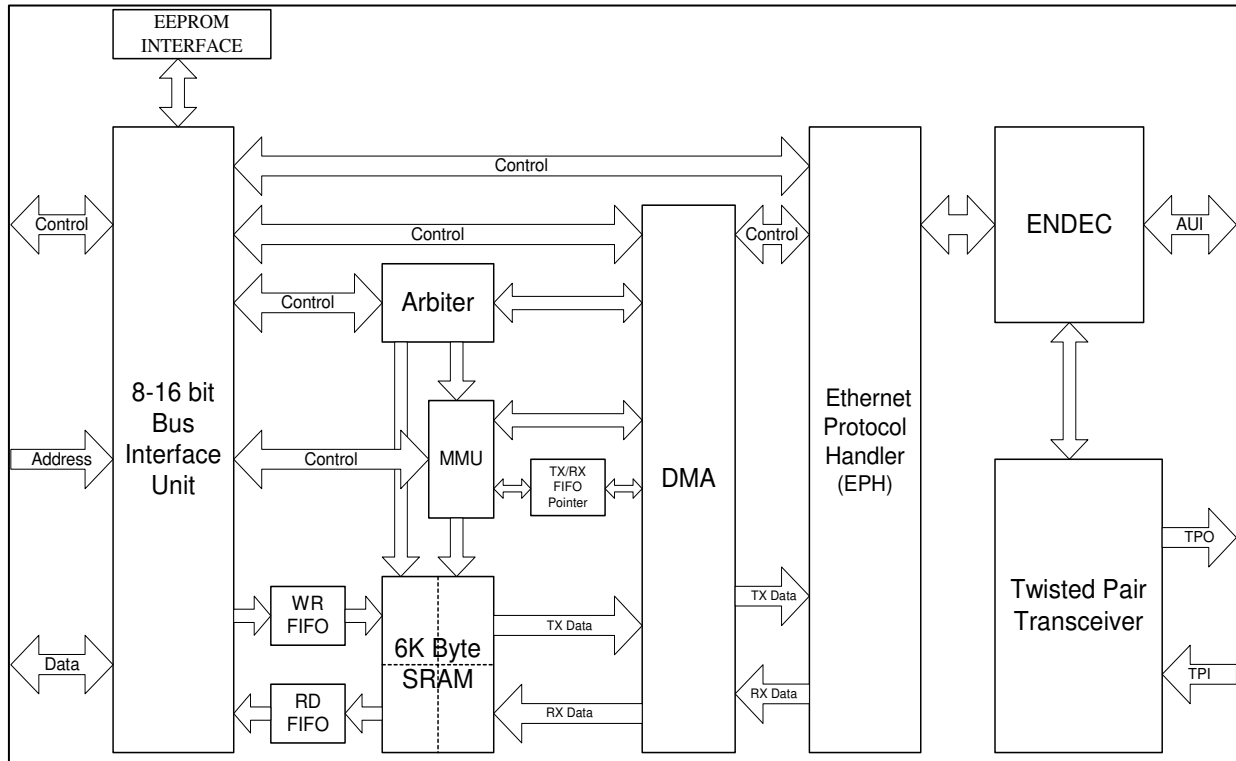 EEPROM
INTERFACE
Control
Control
ENDEC
AUI
Control
Control
Control
Control
Arbiter
8-16 bit
Bus
Interface
Unit
Ethernet
Protocol
Handler
(EPH)
Address
Control
MMU
TX/RX
FIFO
Pointer
DMA
TPO
WR
FIFO
TX Data
TX Data
Twisted Pair
Transceiver
6K Byte
SRAM
Data
TPI
RD
FIFO
RX Data
RX Data